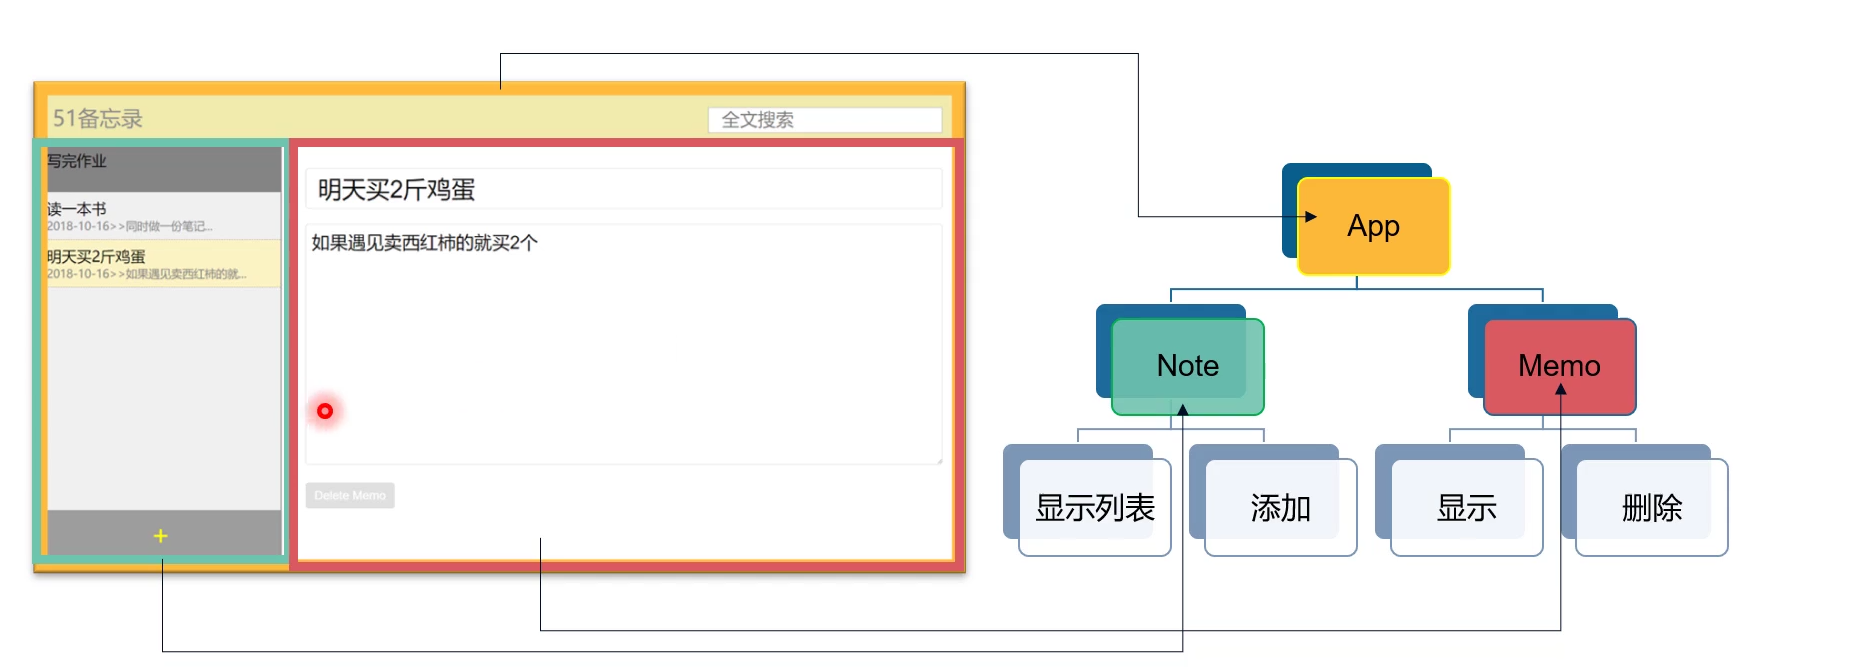 51备忘录
全文搜索
写完作业
读一本书
2018-10-16>>同时做一份笔记...
明天买2斤鸡蛋
2018-10-16>>如果遇见卖西红柿的就...
+
明天买2斤鸡蛋
如果遇见卖西红柿的就买2个
Delete Memo
App
Note
Memo
显示列表
添加
显示
删除